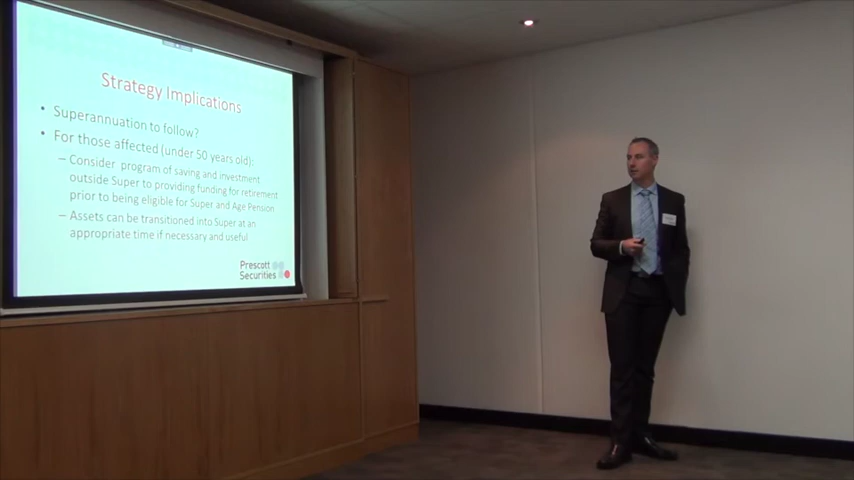 Strategy Implications
• Superannuation to follow?
• For those affected (under 50 years old):
– Consider program of saving and investment
outside Super to providing funding for retirement
prior to being eligible for Super and Age Pension
– Assets can be transitioned into Super at an
appropriate time if necessary and useful
Prescott
Securities